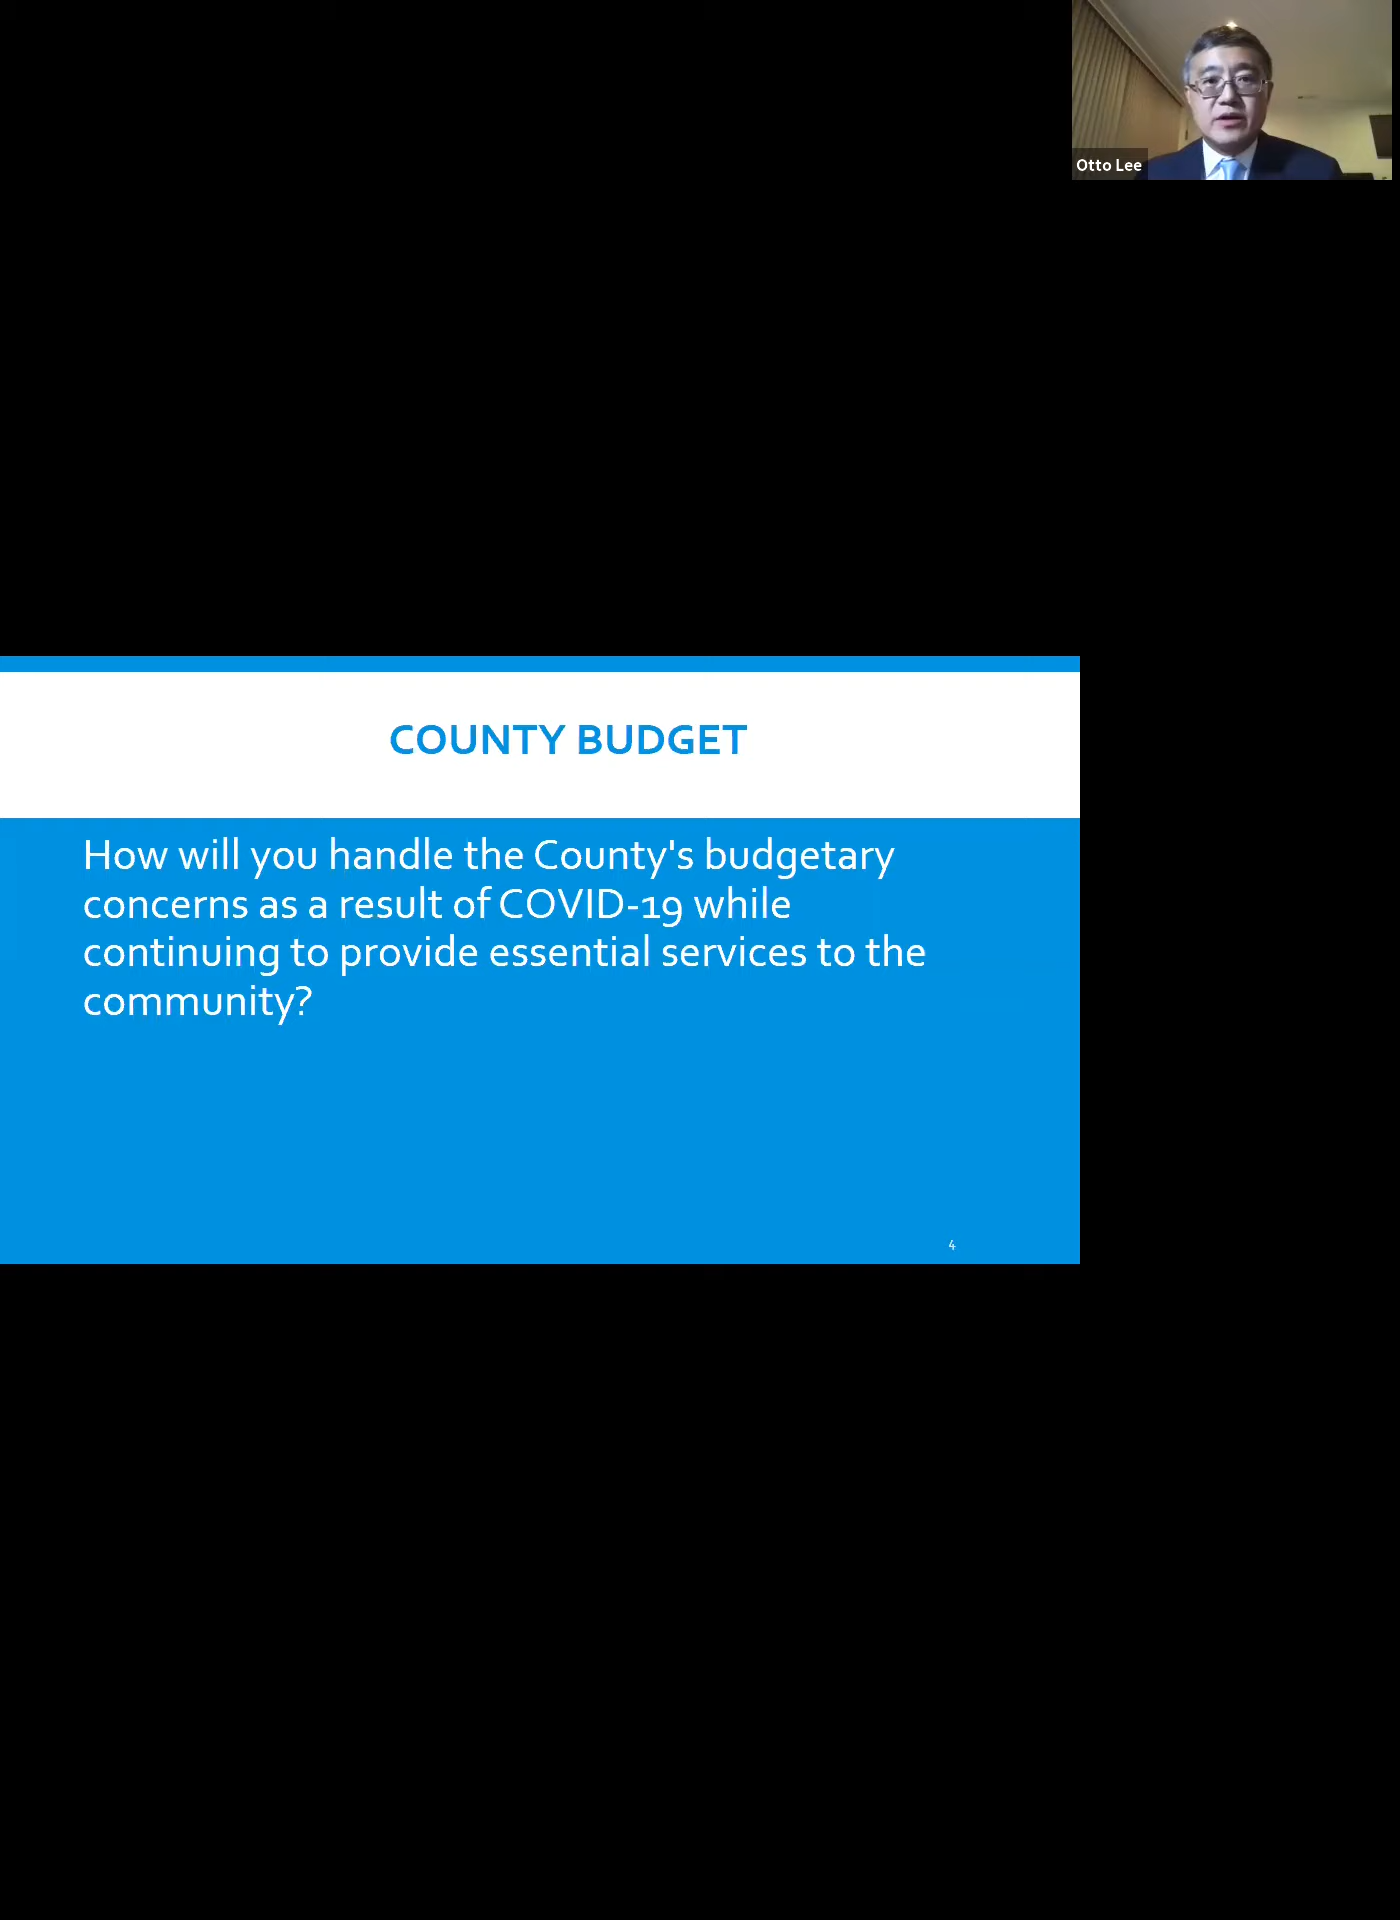 Otto Lee
COUNTY BUDGET
How will you handle the County's budgetary
concerns as a result of COVID-19 while
continuing to provide essential services to the
community?
4